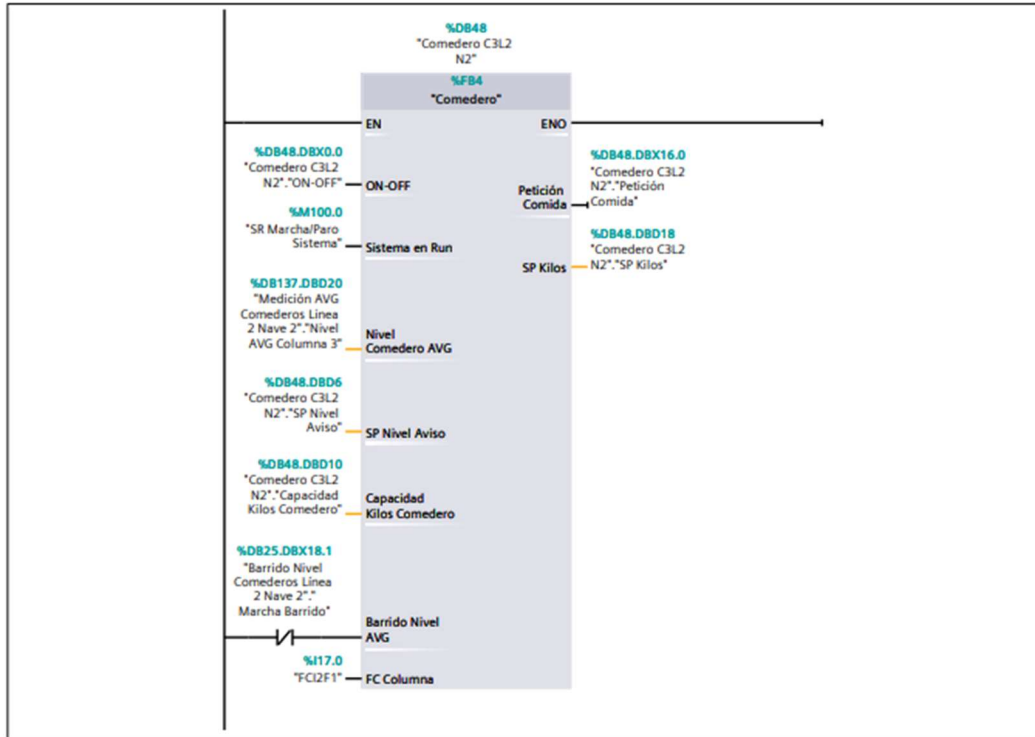 %DB48
"Comedero C3L2
N2"
%FB4
"Comedero"
EN
ENO
%DB48.DBX0.0
"Comedero C3L2
N2"."ON-OFF"
ON-OFF
%DB48.DBX16.0
"Comedero C3L2
N2"."Petición
Comida"
Petición
Comida
%M100.0
"SR Marcha/Paro
Sistema"
Sistema en Run
%DB48.DBD18
"Comedero C3L2
N2"."SP Kilos"
SP Kilos
%DB137.DBD20
"Medición AVG
Comederos Linea
2 Nave 2"."Nivel
AVG Columna 3"
Nivel
Comedero AVG
%DB48.DBD6
"Comedero C3L2
N2"."SP Nivel
Aviso"
SP Nivel Aviso
%DB48.DBD10
"Comedero C3L2
N2"."Capacidad
Kilos Comedero"
Capacidad
Kilos Comedero
%DB25.DBX18.1
"Barrido Nivel
Comederos Línea
2 Nave 2"."
Marcha Barrido"
Barrido Nivel
AVG
%I17.0
"FCI2F1"
FC Columna